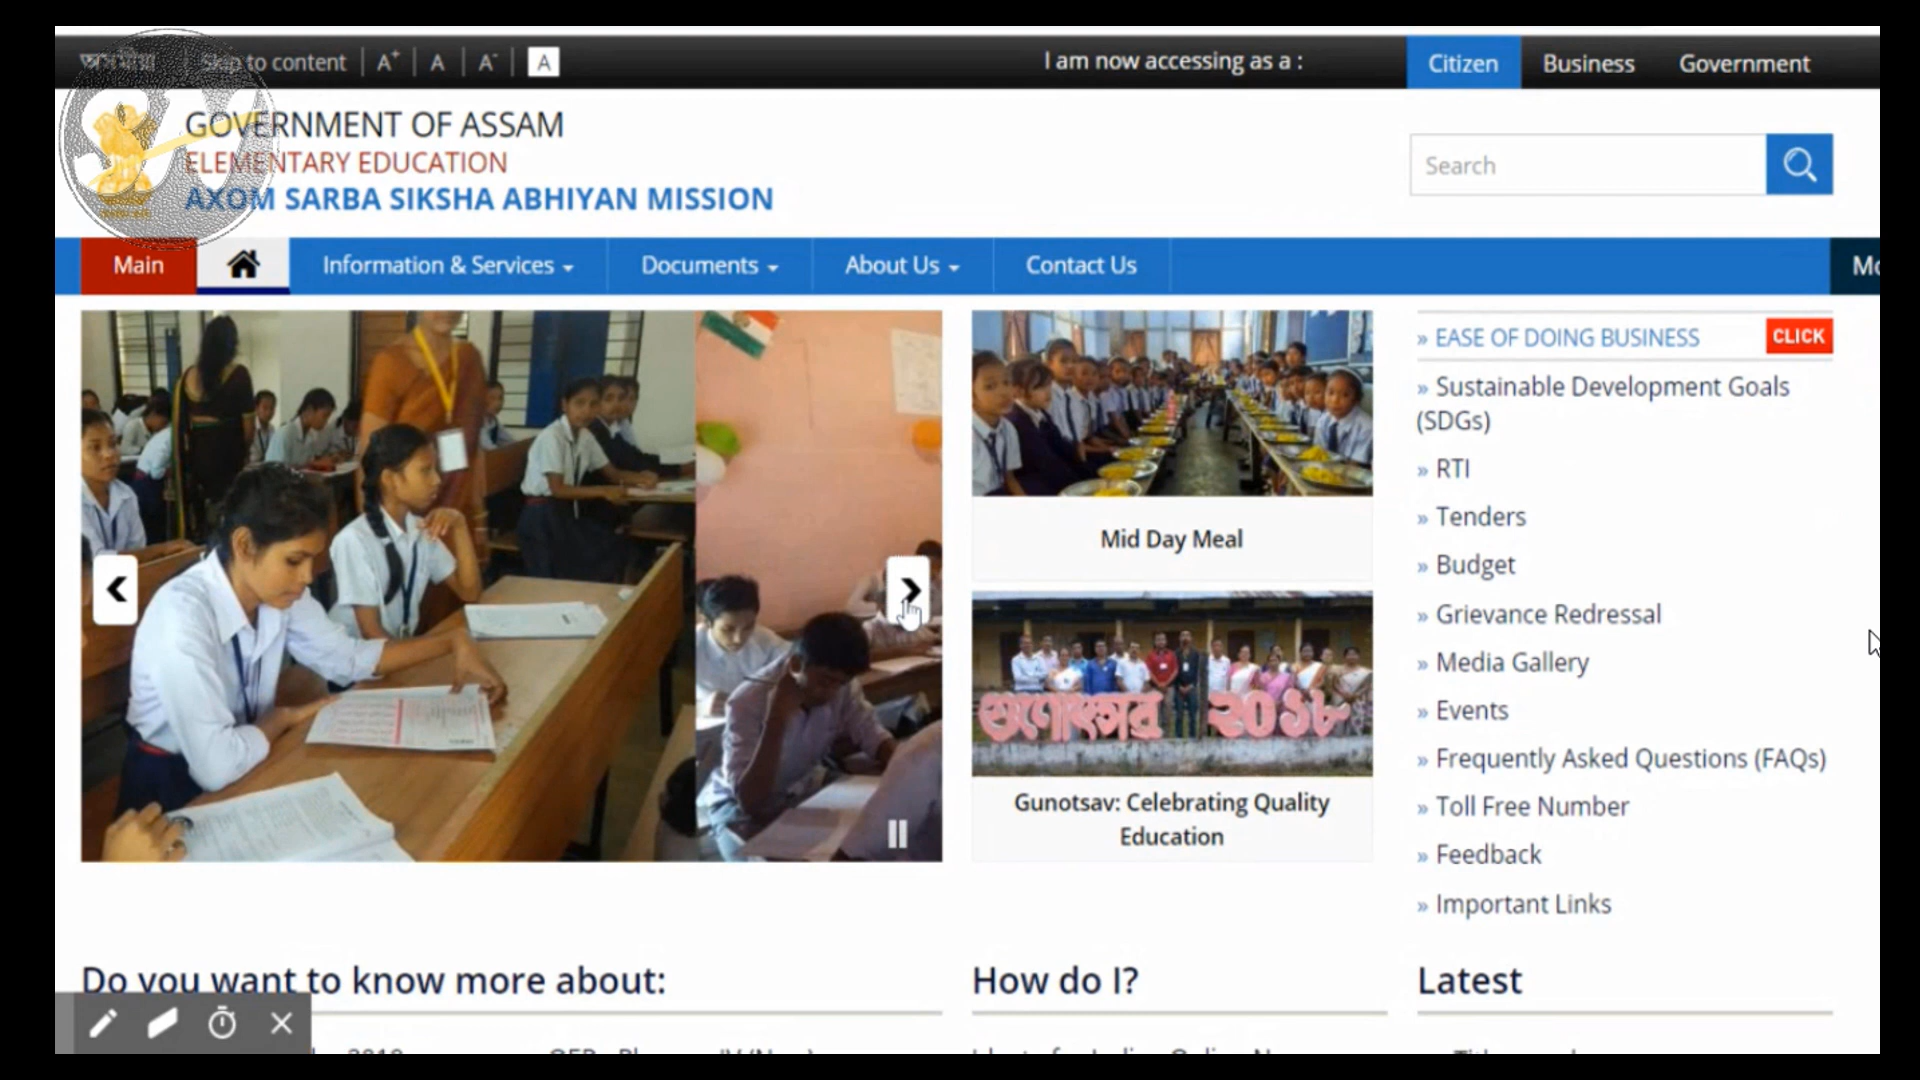 অসমীয়া Skip to content A+ A A- A I am now accessing as a : Citizen Business Government
GOVERNMENT OF ASSAM
ELEMENTARY EDUCATION
AXOM SARBA SIKSHA ABHIYAN MISSION
Search
Main Information & Services Documents About Us Contact Us
» EASE OF DOING BUSINESS CLICK
» Sustainable Development Goals
(SDGs)
» RTI
» Tenders
» Budget
» Grievance Redressal
» Media Gallery
» Events
» Frequently Asked Questions (FAQs)
» Toll Free Number
» Feedback
» Important Links
Mid Day Meal
গুণোৎসৱ ২০১৮
Gunotsav: Celebrating Quality
Education
Do you want to know more about:
How do I?
Latest